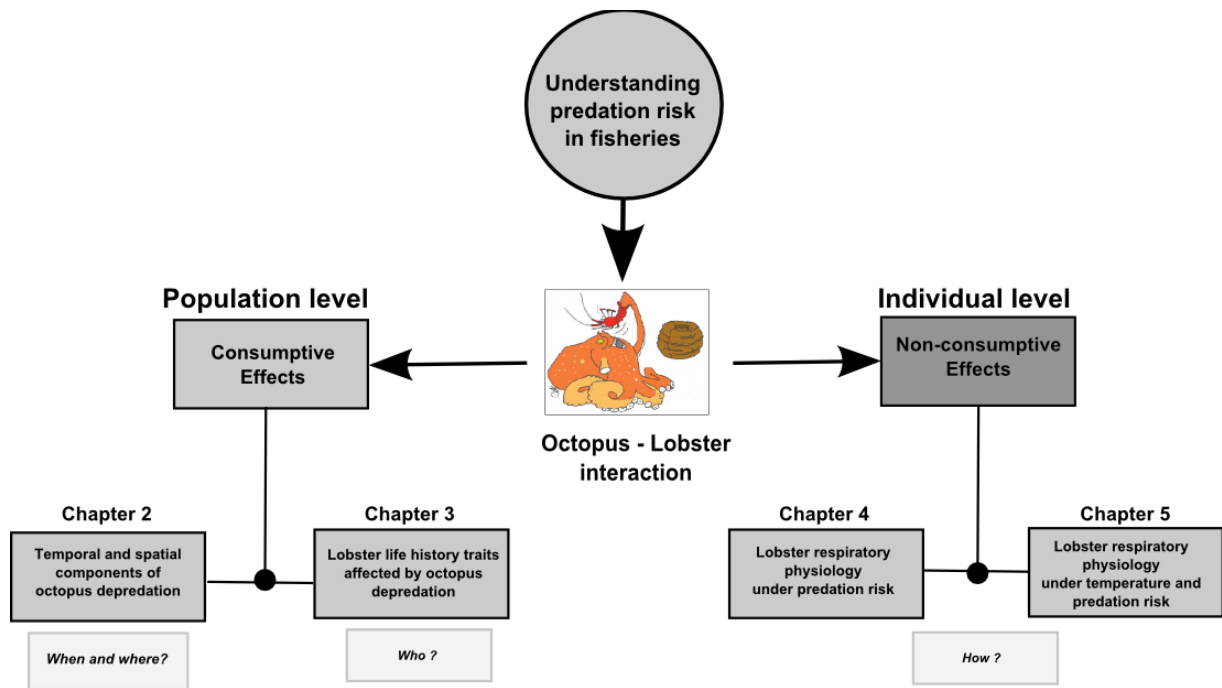 Understanding
predation risk
in fisheries
Population level
Consumptive
Effects
Individual level
Non-consumptive
Effects
Octopus - Lobster
interaction
Chapter 2
Temporal and spatial
components of
octopus depredation
When and where?
Chapter 3
Lobster life history traits
affected by octopus
depredation
Who ?
Chapter 4
Lobster respiratory
physiology
under predation risk
Chapter 5
Lobster respiratory
physiology
under temperature and
predation risk
How ?